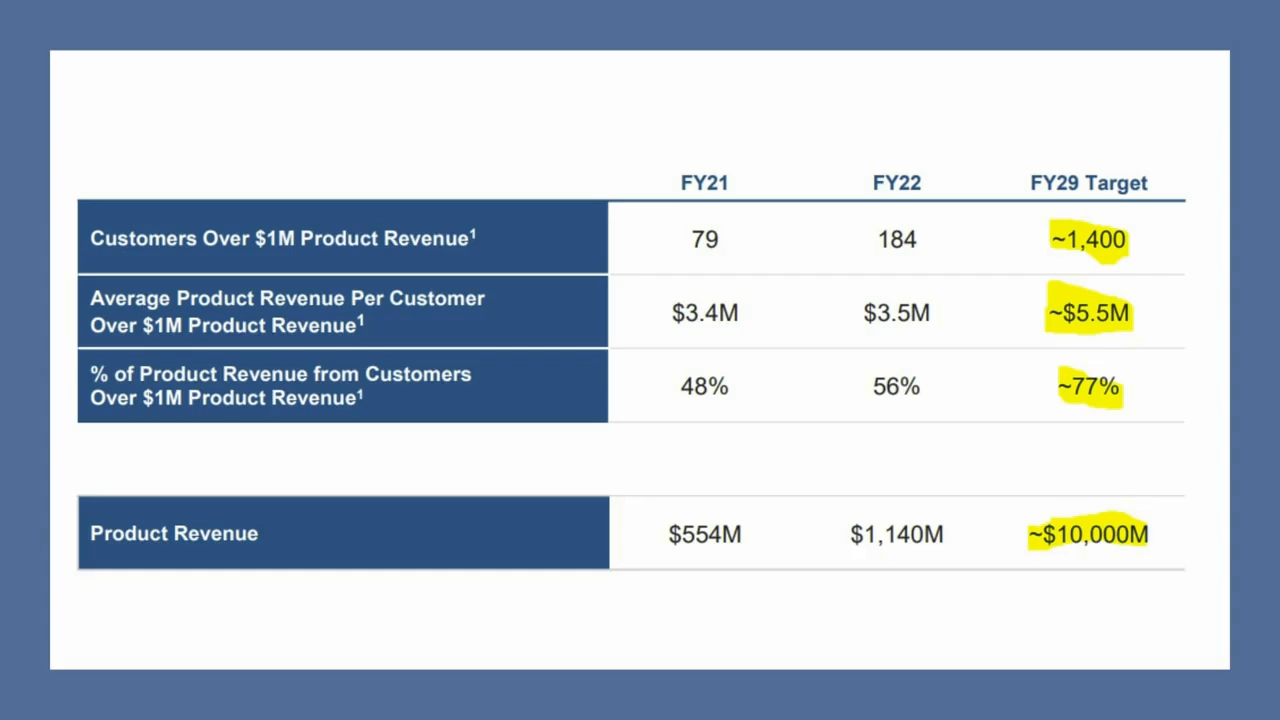 FY21 FY22 FY29 Target
Customers Over $1M Product Revenue¹ 79 184 ~1,400
Average Product Revenue Per Customer
Over $1M Product Revenue¹ $3.4M $3.5M ~$5.5M
% of Product Revenue from Customers
Over $1M Product Revenue¹ 48% 56% ~77%
Product Revenue $554M $1,140M ~$10,000M